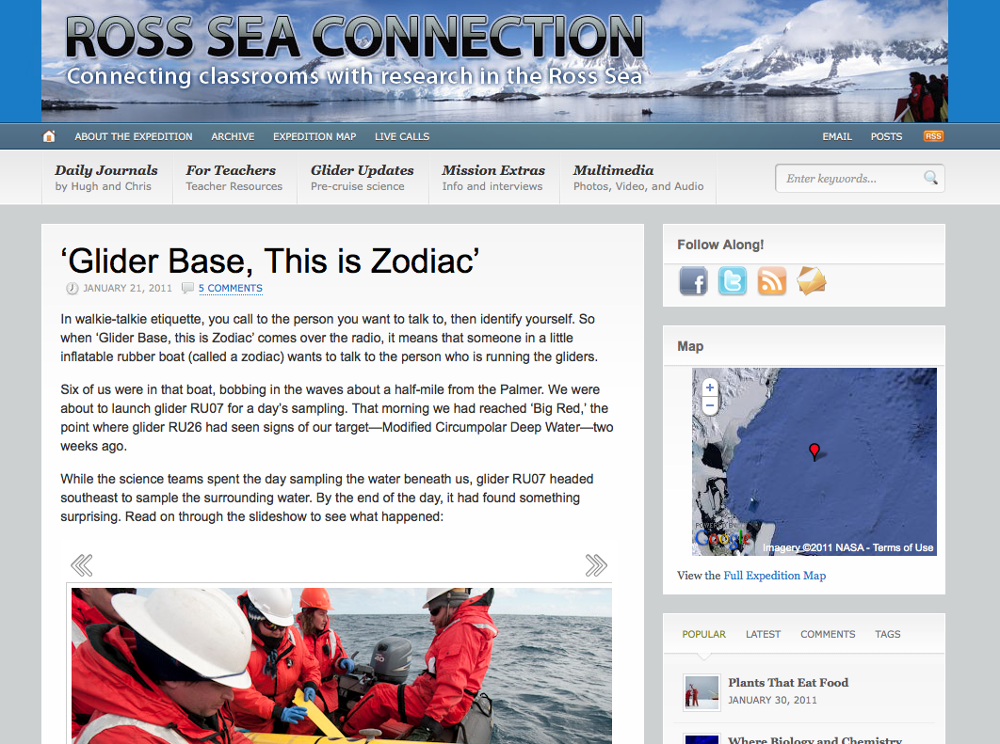 ROSS SEA CONNECTION
Connecting classrooms with research in the Ross Sea
ABOUT THE EXPEDITION ARCHIVE EXPEDITION MAP LIVE CALLS EMAIL POSTS RSS
Daily Journals For Teachers Glider Updates Mission Extras Multimedia
by Hugh and Chris Teacher Resources Pre-cruise science Info and interviews Photos, Video, and Audio
Enter keywords...
‘Glider Base, This is Zodiac’
JANUARY 21, 2011 5 COMMENTS
In walkie-talkie etiquette, you call to the person you want to talk to, then identify yourself. So
when ‘Glider Base, this is Zodiac’ comes over the radio, it means that someone in a little
inflatable rubber boat (called a zodiac) wants to talk to the person who is running the gliders.
Six of us were in that boat, bobbing in the waves about a half-mile from the Palmer. We were
about to launch glider RU07 for a day’s sampling. That morning we had reached ‘Big Red,’ the
point where glider RU26 had seen signs of our target—Modified Circumpolar Deep Water—two
weeks ago.
While the science teams spent the day sampling the water beneath us, glider RU07 headed
southeast to sample the surrounding water. By the end of the day, it had found something
surprising. Read on through the slideshow to see what happened:
Follow Along!
Map
+
−
POWERED BY
Google
Imagery ©2011 NASA - Terms of Use
View the Full Expedition Map
POPULAR LATEST COMMENTS TAGS
Plants That Eat Food
JANUARY 30, 2011
Where Biology and Chemistry